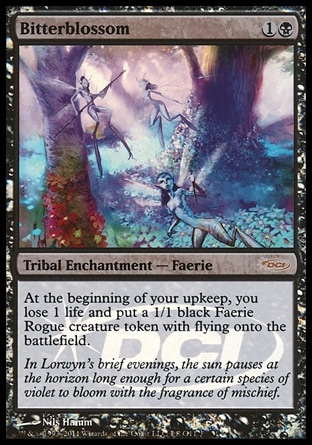 Bitterblossom 1
DCI
Tribal Enchantment — Faerie
At the beginning of your upkeep, you
lose 1 life and put a 1/1 black Faerie
Rogue creature token with flying onto the
battlefield.
In Lorwyn's brief evenings, the sun pauses at
the horizon long enough for a certain species of
violet to bloom with the fragrance of mischief.
DCI
Nils Hamm